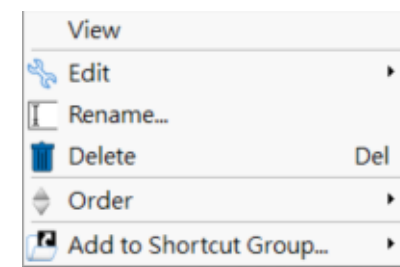 View
Edit
Rename...
Delete Del
Order
Add to Shortcut Group...